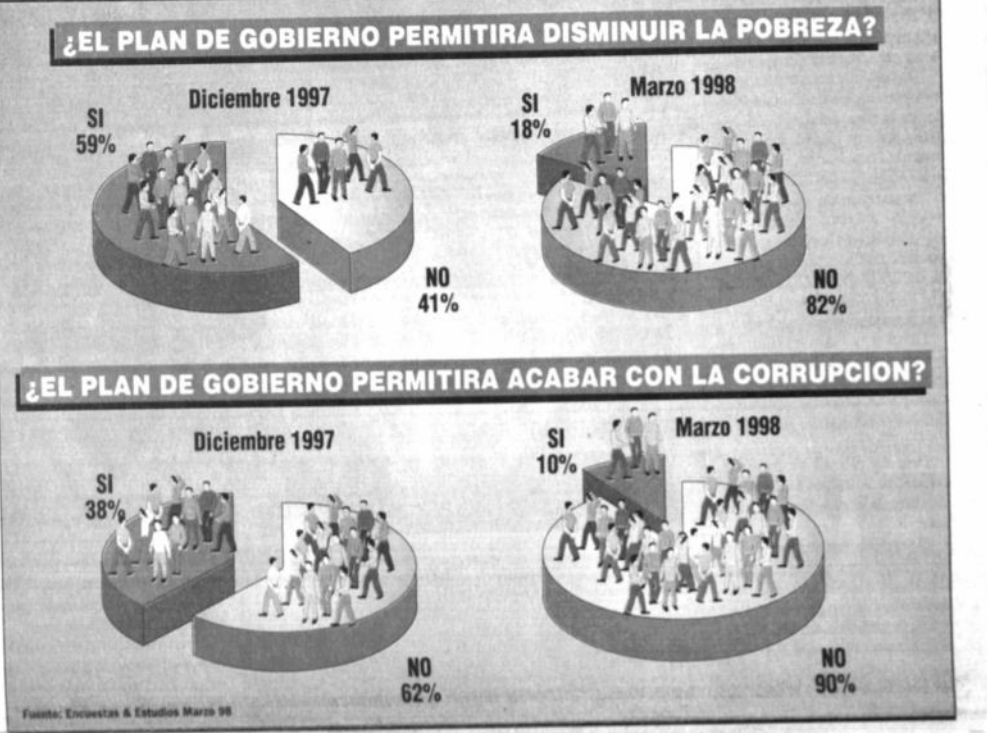 ¿EL PLAN DE GOBIERNO PERMITIRA DISMINUIR LA POBREZA?
Diciembre 1997
SI
59%
NO
41%
Marzo 1998
SI
18%
NO
82%
¿EL PLAN DE GOBIERNO PERMITIRA ACABAR CON LA CORRUPCION?
Diciembre 1997
SI
38%
NO
62%
Marzo 1998
SI
10%
NO
90%
Fuente: Encuestas & Estudios Marzo 98